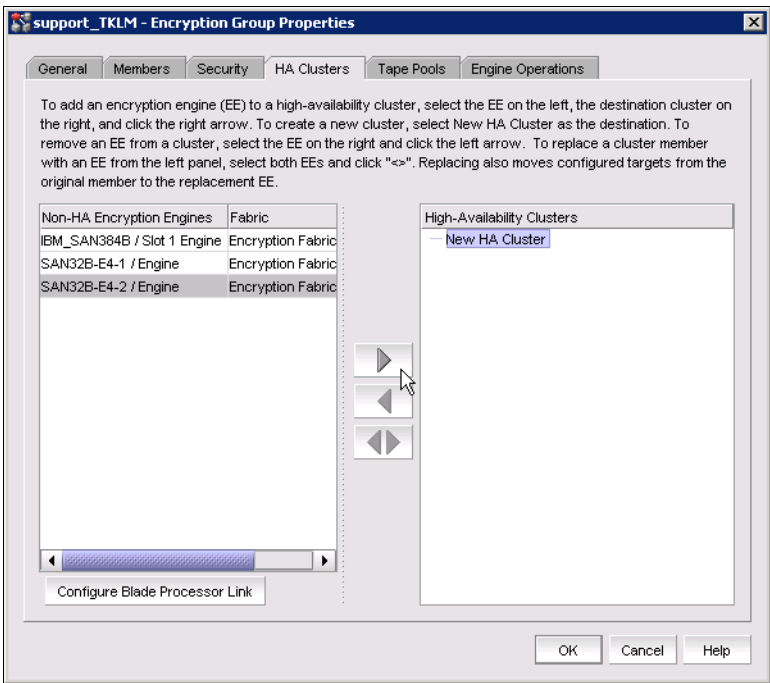 support_TKLM - Encryption Group Properties
General Members Security HA Clusters Tape Pools Engine Operations
To add an encryption engine (EE) to a high-availability cluster, select the EE on the left, the destination cluster on
the right, and click the right arrow. To create a new cluster, select New HA Cluster as the destination. To
remove an EE from a cluster, select the EE on the right and click the left arrow. To replace a cluster member
with an EE from the left panel, select both EEs and click "<>". Replacing also moves configured targets from the
original member to the replacement EE.
Non-HA Encryption Engines Fabric
IBM_SAN384B / Slot 1 Engine Encryption Fabric
SAN32B-E4-1 / Engine Encryption Fabric
SAN32B-E4-2 / Engine Encryption Fabric
High-Availability Clusters
New HA Cluster
Configure Blade Processor Link
OK Cancel Help